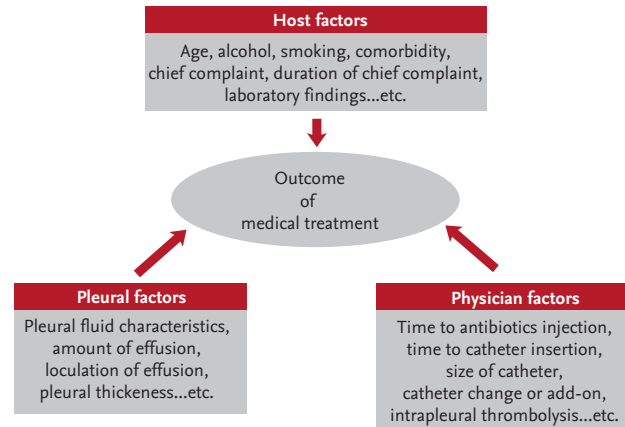 Host factors
Age, alcohol, smoking, comorbidity,
chief complaint, duration of chief complaint,
laboratory findings...etc.
Outcome
of
medical treatment
Pleural factors
Pleural fluid characteristics,
amount of effusion,
loculation of effusion,
pleural thickeness...etc.
Physician factors
Time to antibiotics injection,
time to catheter insertion,
size of catheter,
catheter change or add-on,
intrapleural thrombolysis...etc.